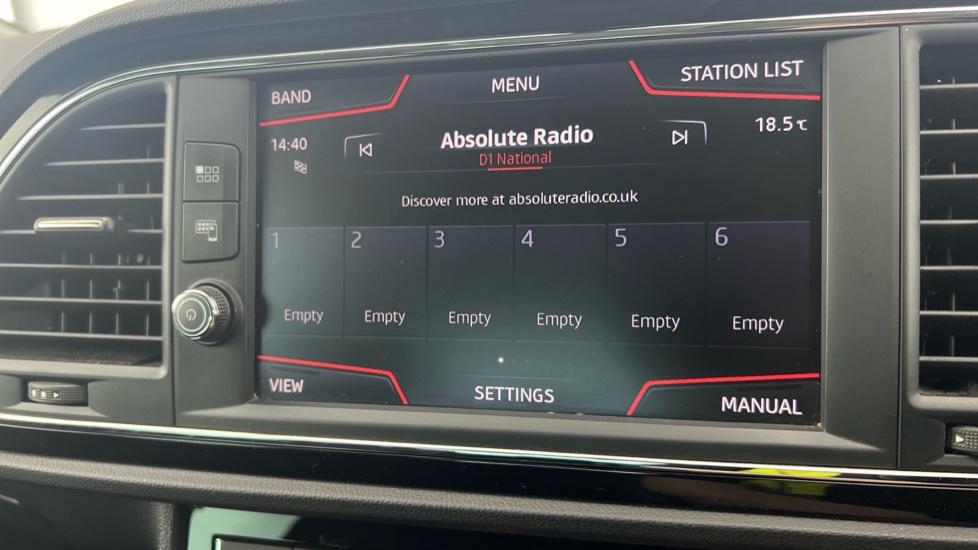 BAND
MENU
STATION LIST
14:40
Absolute Radio
18.5℃
D1 National
Discover more at absoluteradio.co.uk
1
2
3
4
5
6
Empty
Empty
Empty
Empty
Empty
Empty
VIEW
SETTINGS
MANUAL